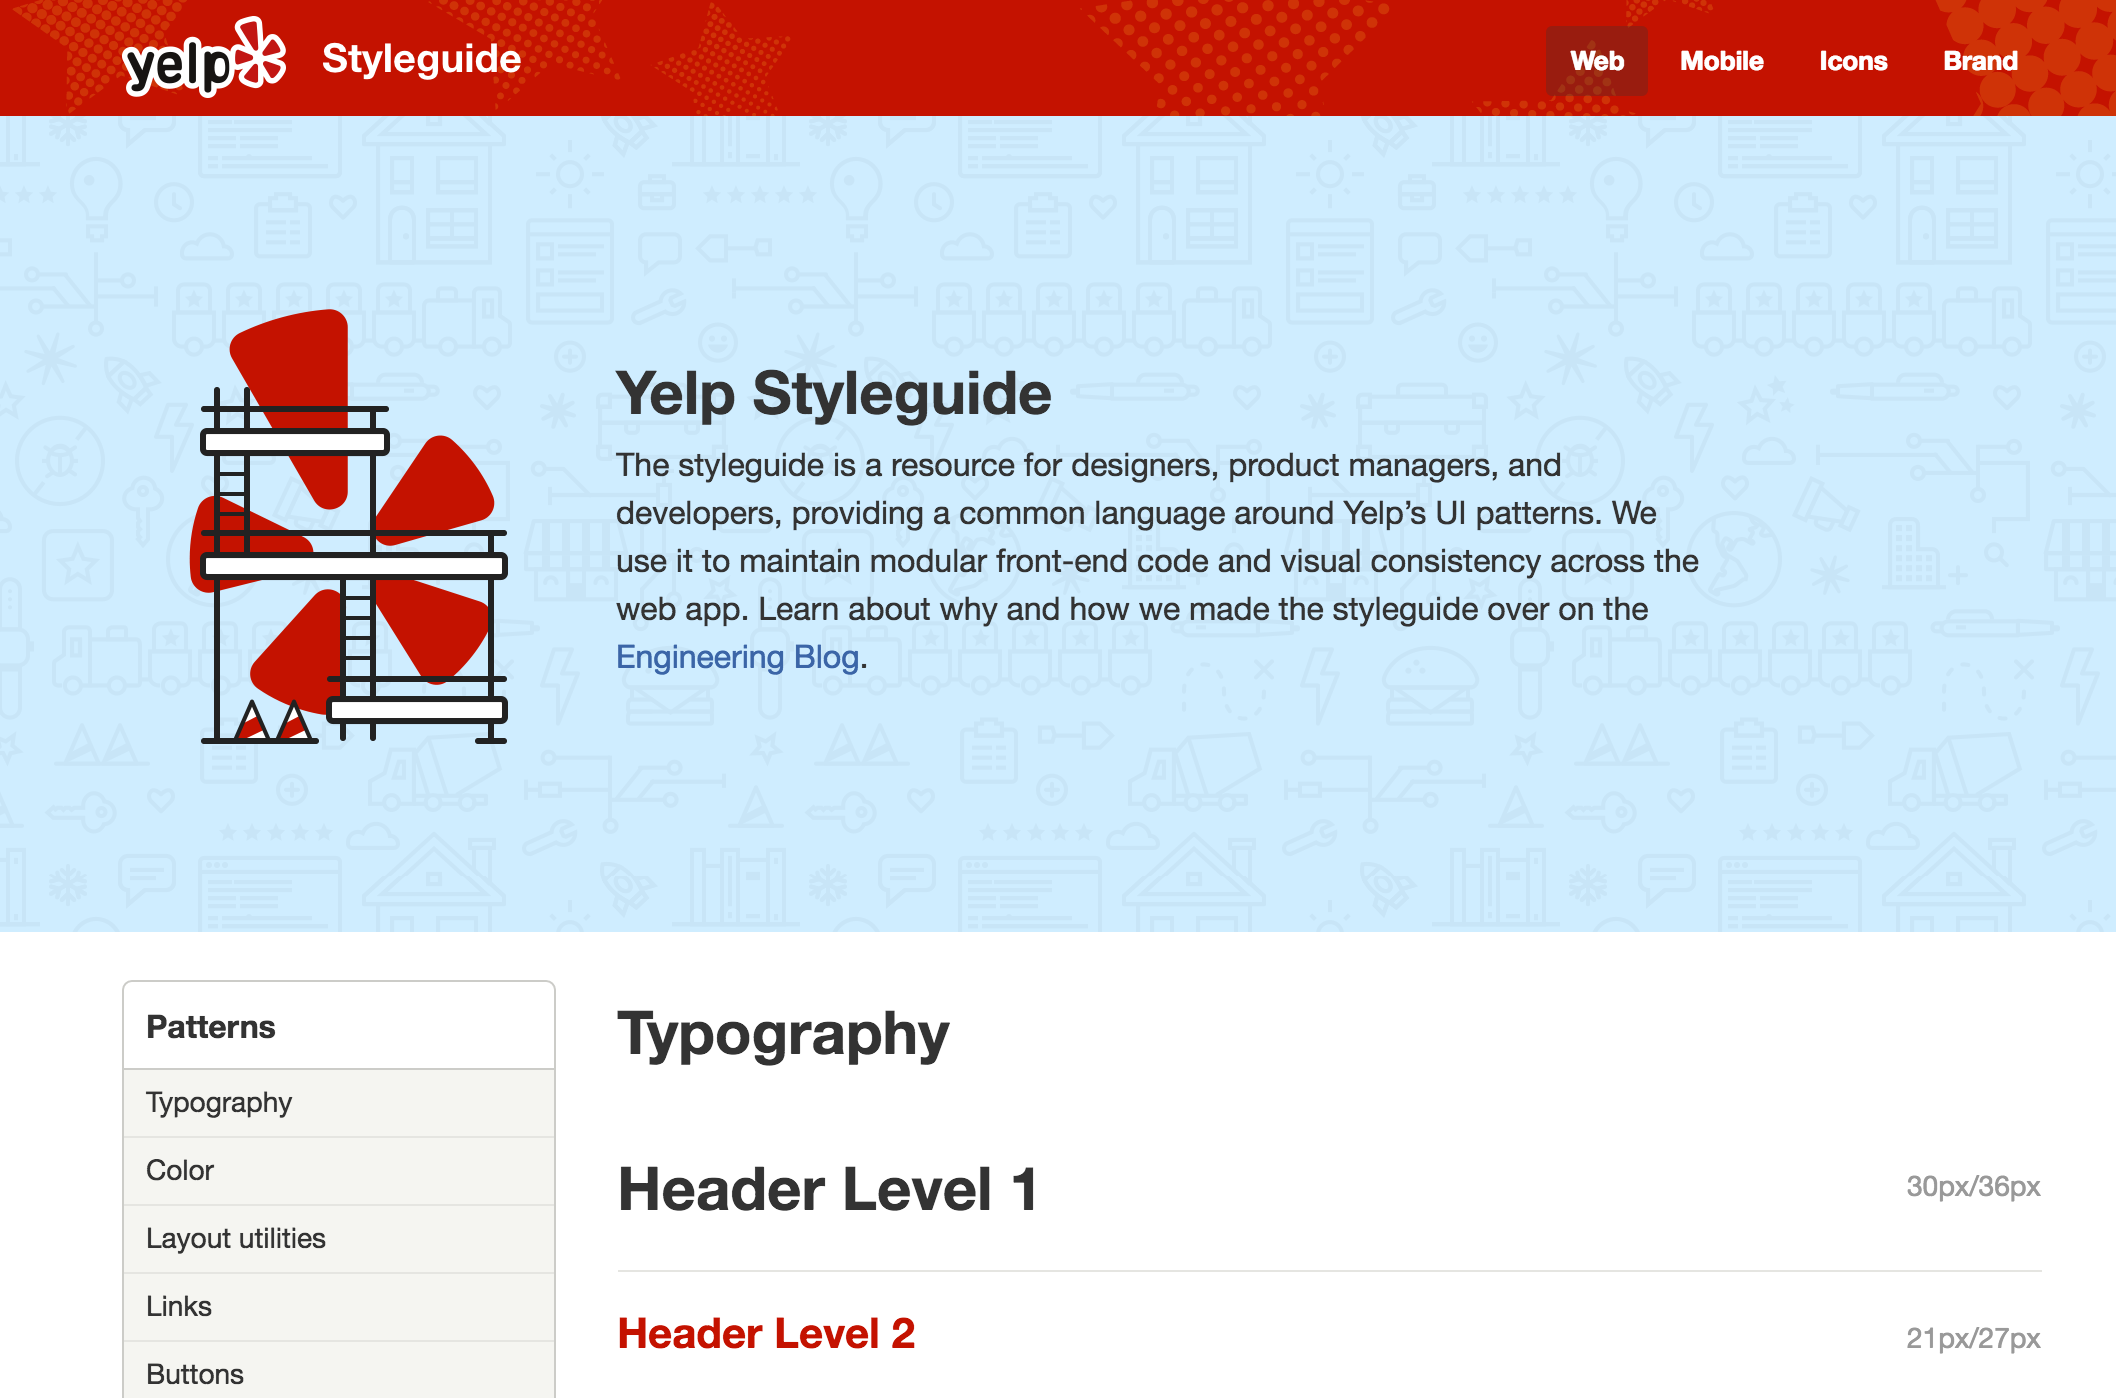 yelp
Styleguide
Web
Mobile
Icons
Brand
Yelp Styleguide
The styleguide is a resource for designers, product managers, and
developers, providing a common language around Yelp’s UI patterns. We
use it to maintain modular front-end code and visual consistency across the
web app. Learn about why and how we made the styleguide over on the
Engineering Blog.
Patterns
Typography
Color
Layout utilities
Links
Buttons
Typography
Header Level 1
30px/36px
Header Level 2
21px/27px